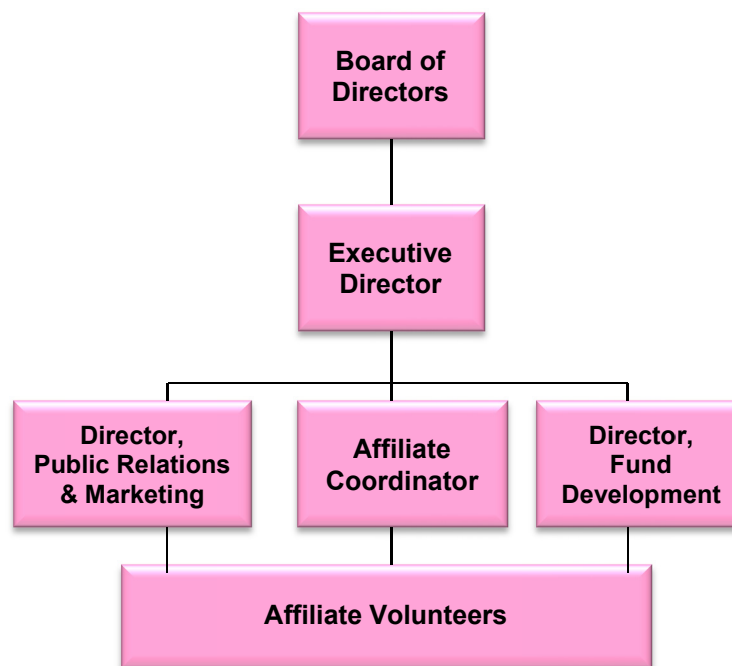 Board of
Directors
Executive
Director
Director,
Public Relations
& Marketing
Affiliate
Coordinator
Director,
Fund
Development
Affiliate Volunteers